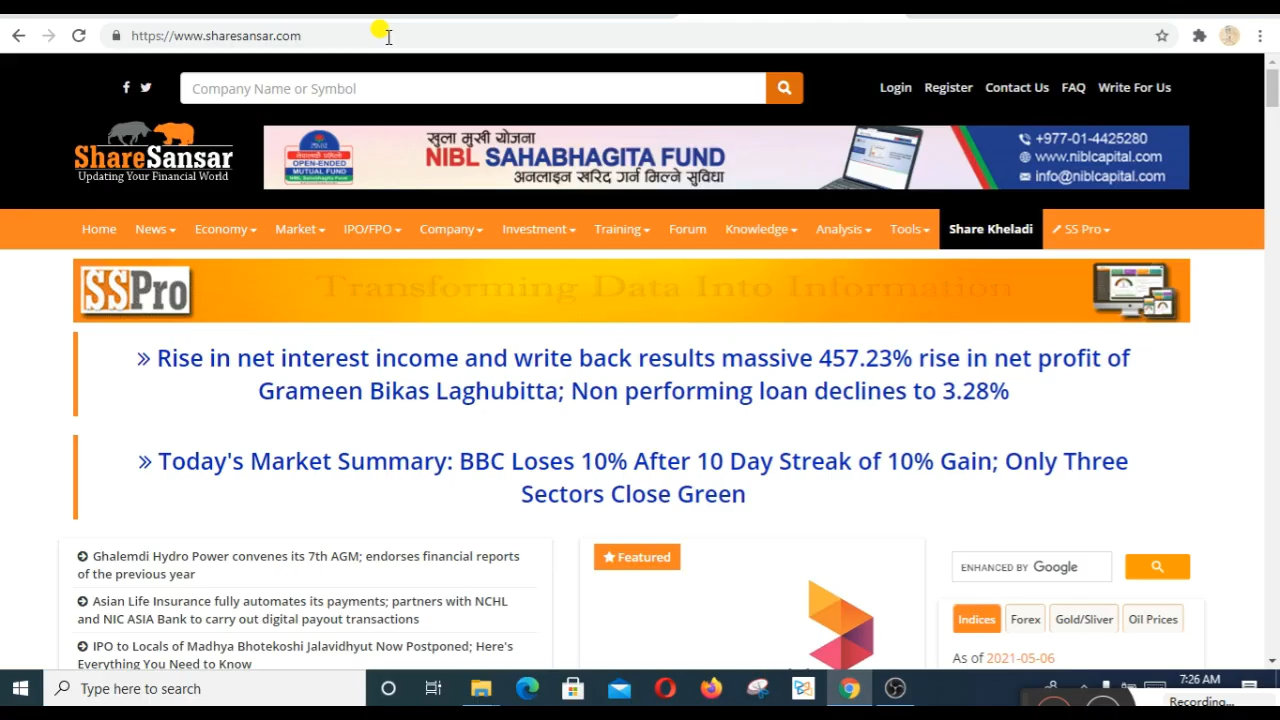 https://www.sharesansar.com
Company Name or Symbol
Login Register Contact Us FAQ Write For Us
ShareSansar
Updating Your Financial World
खुला मुखी योजना
NIBL SAHABHAGITA FUND
अनलाइन खरिद गर्न मिल्ने सुविधा
OPEN-ENDED
MUTUAL FUND
+977-01-4425280
www.niblcapital.com
info@niblcapital.com
Home News Economy Market IPO/FPO Company Investment Training Forum Knowledge Analysis Tools Share Kheladi SS Pro
SSPro
Transforming Data Into Information
» Rise in net interest income and write back results massive 457.23% rise in net profit of
Grameen Bikas Laghubitta; Non performing loan declines to 3.28%
» Today's Market Summary: BBC Loses 10% After 10 Day Streak of 10% Gain; Only Three
Sectors Close Green
Ghalemdi Hydro Power convenes its 7th AGM; endorses financial reports
of the previous year
Asian Life Insurance fully automates its payments; partners with NCHL
and NIC ASIA Bank to carry out digital payout transactions
IPO to Locals of Madhya Bhotekoshi Jalavidhyut Now Postponed; Here's
Everything You Need to Know
Featured
ENHANCED BY Google
Indices Forex Gold/Sliver Oil Prices
As of 2021-05-06
Type here to search
7:26 AM
Recording...